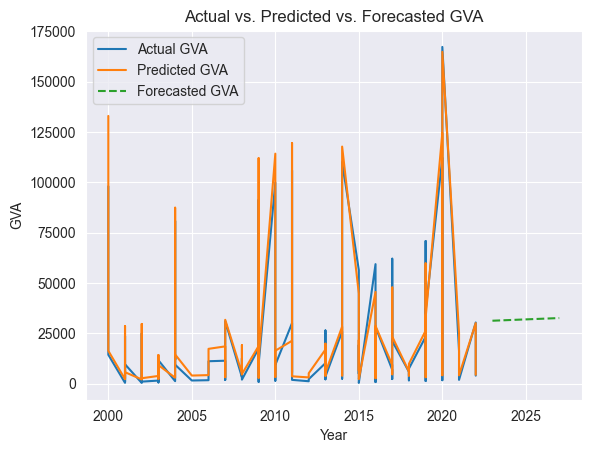 Actual vs. Predicted vs. Forecasted GVA
Actual GVA
Predicted GVA
Forecasted GVA
GVA
175000
150000
125000
100000
75000
50000
25000
0
2000 2005 2010 2015 2020 2025
Year